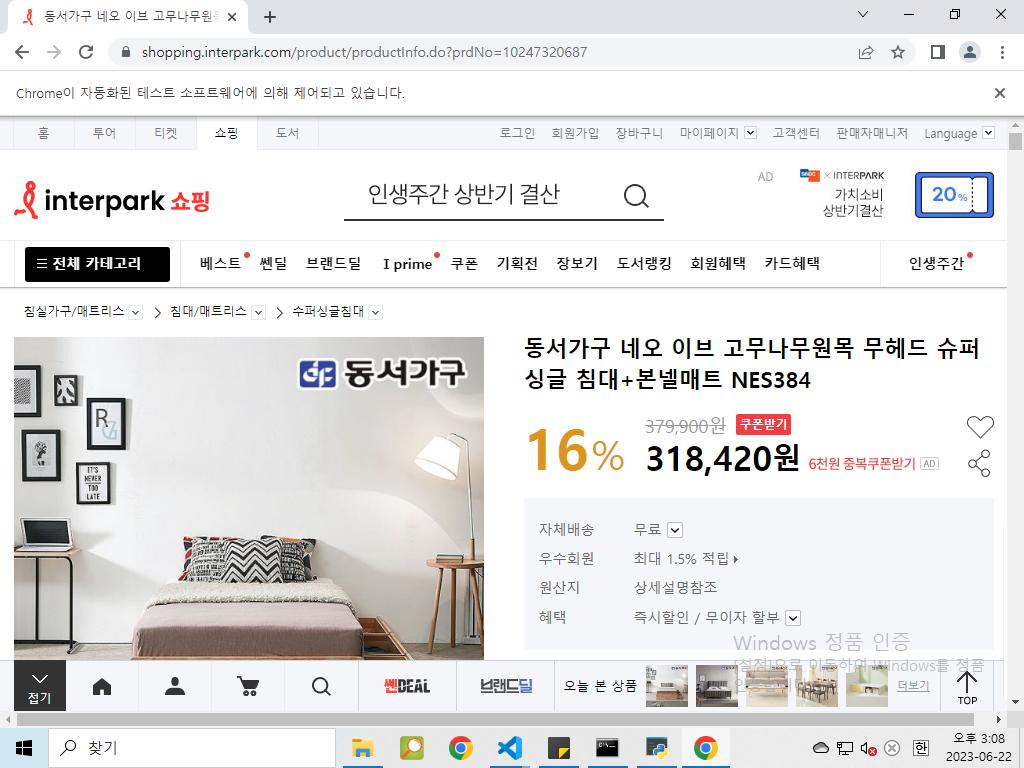 동서가구 네오 이브 고무나무원목
shopping.interpark.com/product/productInfo.do?prdNo=10247320687
Chrome이 자동화된 테스트 소프트웨어에 의해 제어되고 있습니다.
홈 투어 티켓 쇼핑 도서 로그인 회원가입 장바구니 마이페이지 고객센터 판매자매니저 Language
interpark 쇼핑
인생주간 상반기 결산
AD
× INTERPARK
가치소비
상반기결산
20%
전체 카테고리 베스트 쎈딜 브랜드딜 I prime 쿠폰 기획전 장보기 도서랭킹 회원혜택 카드혜택 인생주간
침실가구/매트리스 > 침대/매트리스 > 수퍼싱글침대
동서가구 네오 이브 고무나무원목 무헤드 슈퍼
싱글 침대+본넬매트 NES384
df 동서가구
R
G
IT'S
NEVER
TOO
LATE
16%
379,900원 쿠폰받기
318,420원 6천원 중복쿠폰받기 AD
자체배송 무료
우수회원 최대 1.5% 적립
원산지 상세설명참조
혜택 즉시할인 / 무이자 할부
Windows 정품 인증
[설정]으로 이동하여 Windows를 정품
접기
쎈DEAL
브랜드딜
오늘 본 상품
더보기
TOP
찾기
한
오후 3:08
2023-06-22